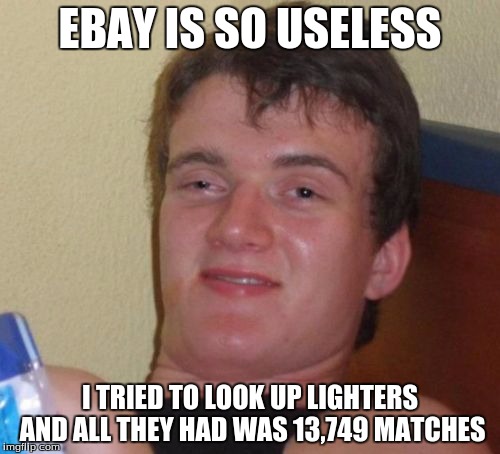 EBAY IS SO USELESS
I TRIED TO LOOK UP LIGHTERS
AND ALL THEY HAD WAS 13,749 MATCHES
imgflip.com